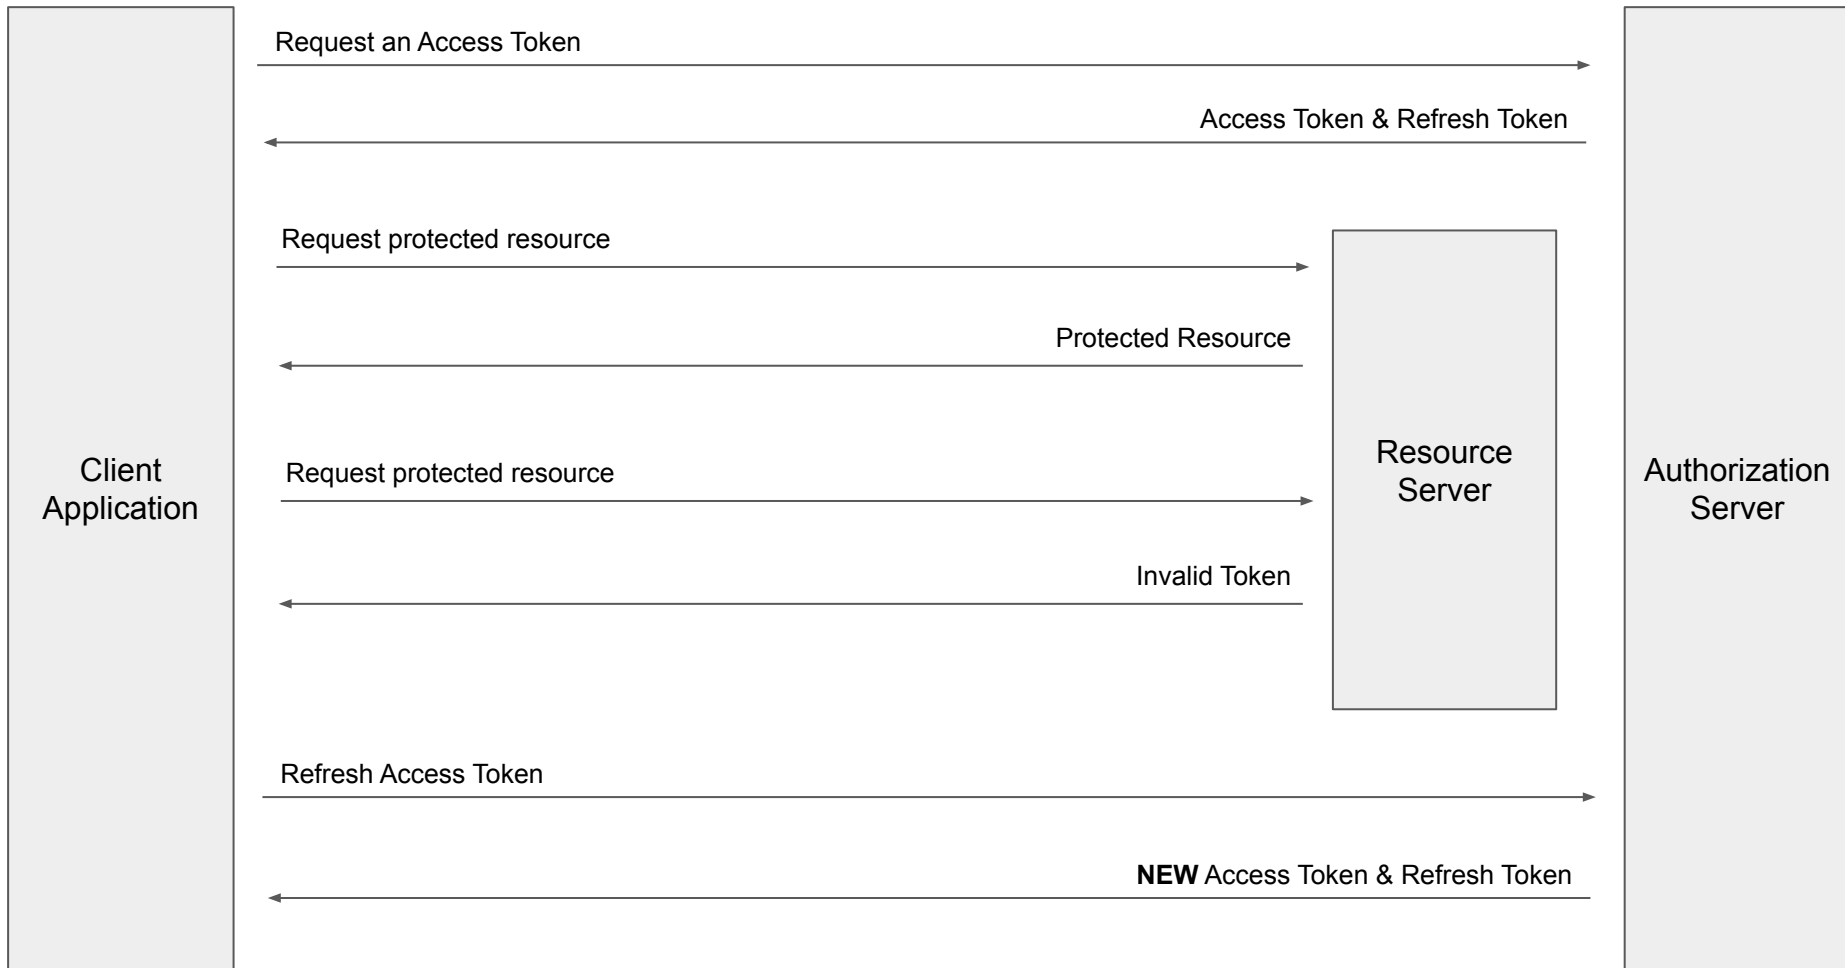 Request an Access Token
Access Token & Refresh Token
Request protected resource
Protected Resource
Client
Application
Request protected resource
Resource
Server
Authorization
Server
Invalid Token
Refresh Access Token
NEW Access Token & Refresh Token